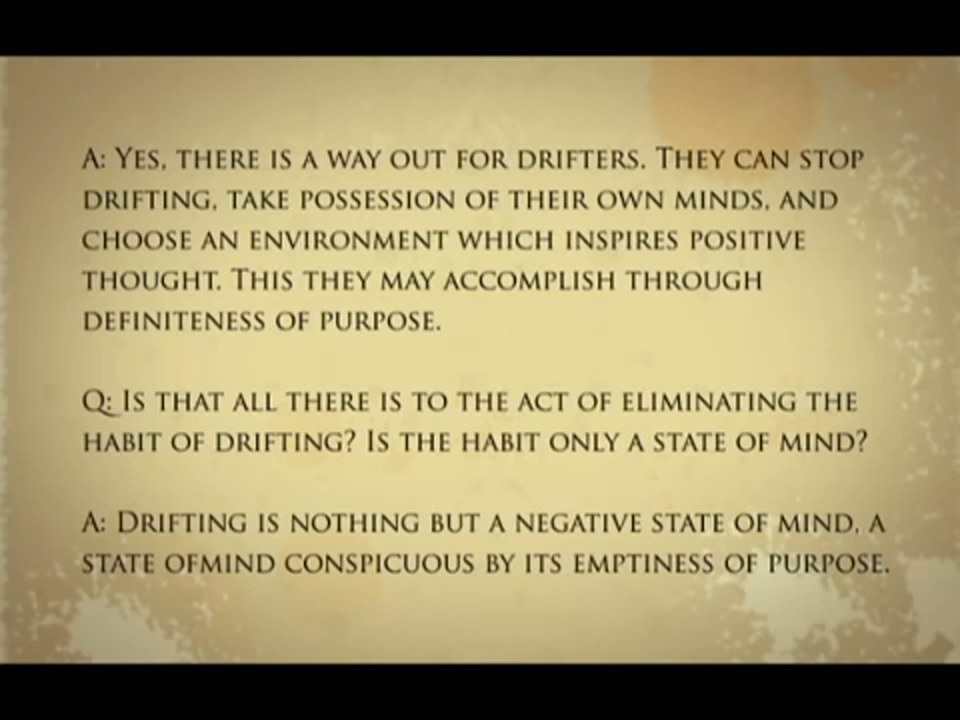 A: Yes, there is a way out for drifters. They can stop
drifting, take possession of their own minds, and
choose an environment which inspires positive
thought. This they may accomplish through
definiteness of purpose.
Q: Is that all there is to the act of eliminating the
habit of drifting? Is the habit only a state of mind?
A: Drifting is nothing but a negative state of mind, a
state ofmind conspicuous by its emptiness of purpose.